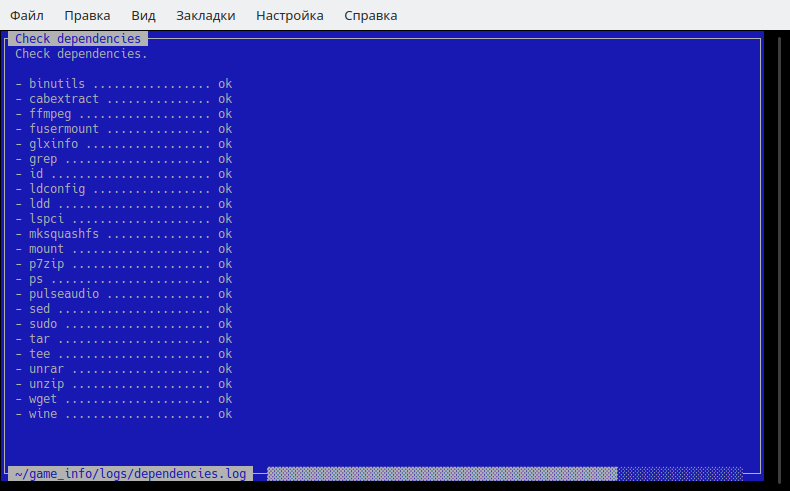 Файл Правка Вид Закладки Настройка Справка
Check dependencies
Check dependencies.
- binutils ................. ok
- cabextract ............... ok
- ffmpeg ................... ok
- fusermount ............... ok
- glxinfo .................. ok
- grep ..................... ok
- id ....................... ok
- ldconfig ................. ok
- ldd ...................... ok
- lspci .................... ok
- mksquashfs ............... ok
- mount .................... ok
- p7zip .................... ok
- ps ....................... ok
- pulseaudio ............... ok
- sed ...................... ok
- sudo ..................... ok
- tar ...................... ok
- tee ...................... ok
- unrar .................... ok
- unzip .................... ok
- wget ..................... ok
- wine ..................... ok
~/game_info/logs/dependencies.log